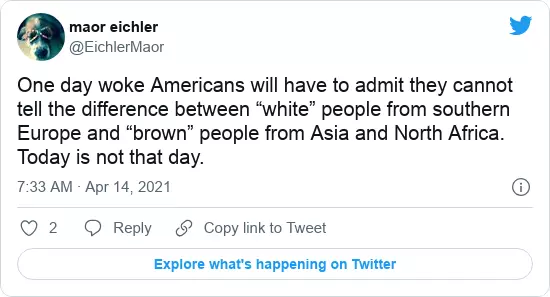 maor eichler
@EichlerMaor
One day woke Americans will have to admit they cannot
tell the difference between “white” people from southern
Europe and “brown” people from Asia and North Africa.
Today is not that day.
7:33 AM · Apr 14, 2021
2 Reply Copy link to Tweet
Explore what's happening on Twitter